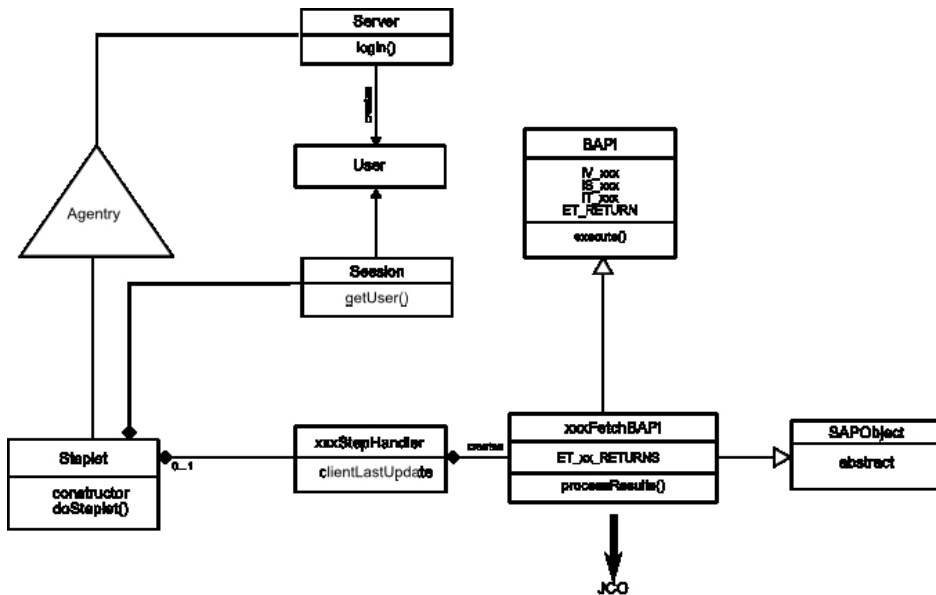 Server
login()
creates
User
BAPI
IV_xxx
IS_xxx
IT_xxx
ET_RETURN
execute()
Agentry
Session
getUser()
Steplet
constructor
doSteplet()
0...1
xxxStepHandler
clientLastUpdate
creates
xxxFetchBAPI
ET_xx_RETURNS
processResults()
SAPObject
abstract
JCO